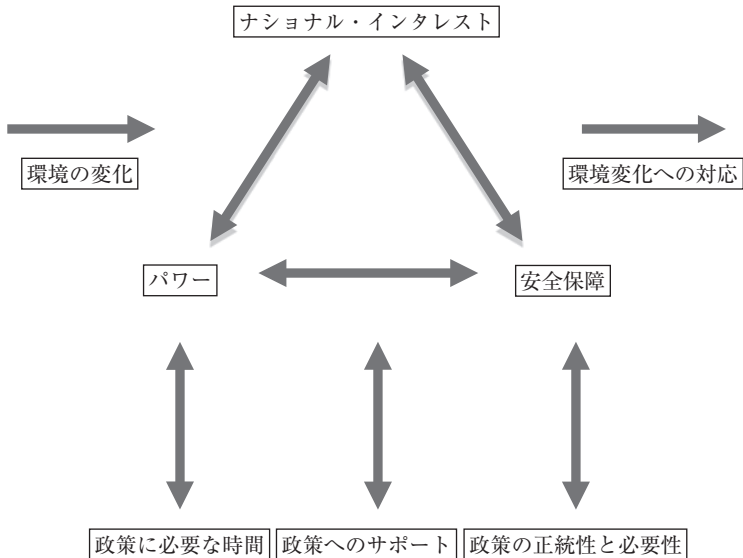 ナショナル・インタレスト
環境の変化
環境変化への対応
パワー
安全保障
政策に必要な時間
政策へのサポート
政策の正統性と必要性